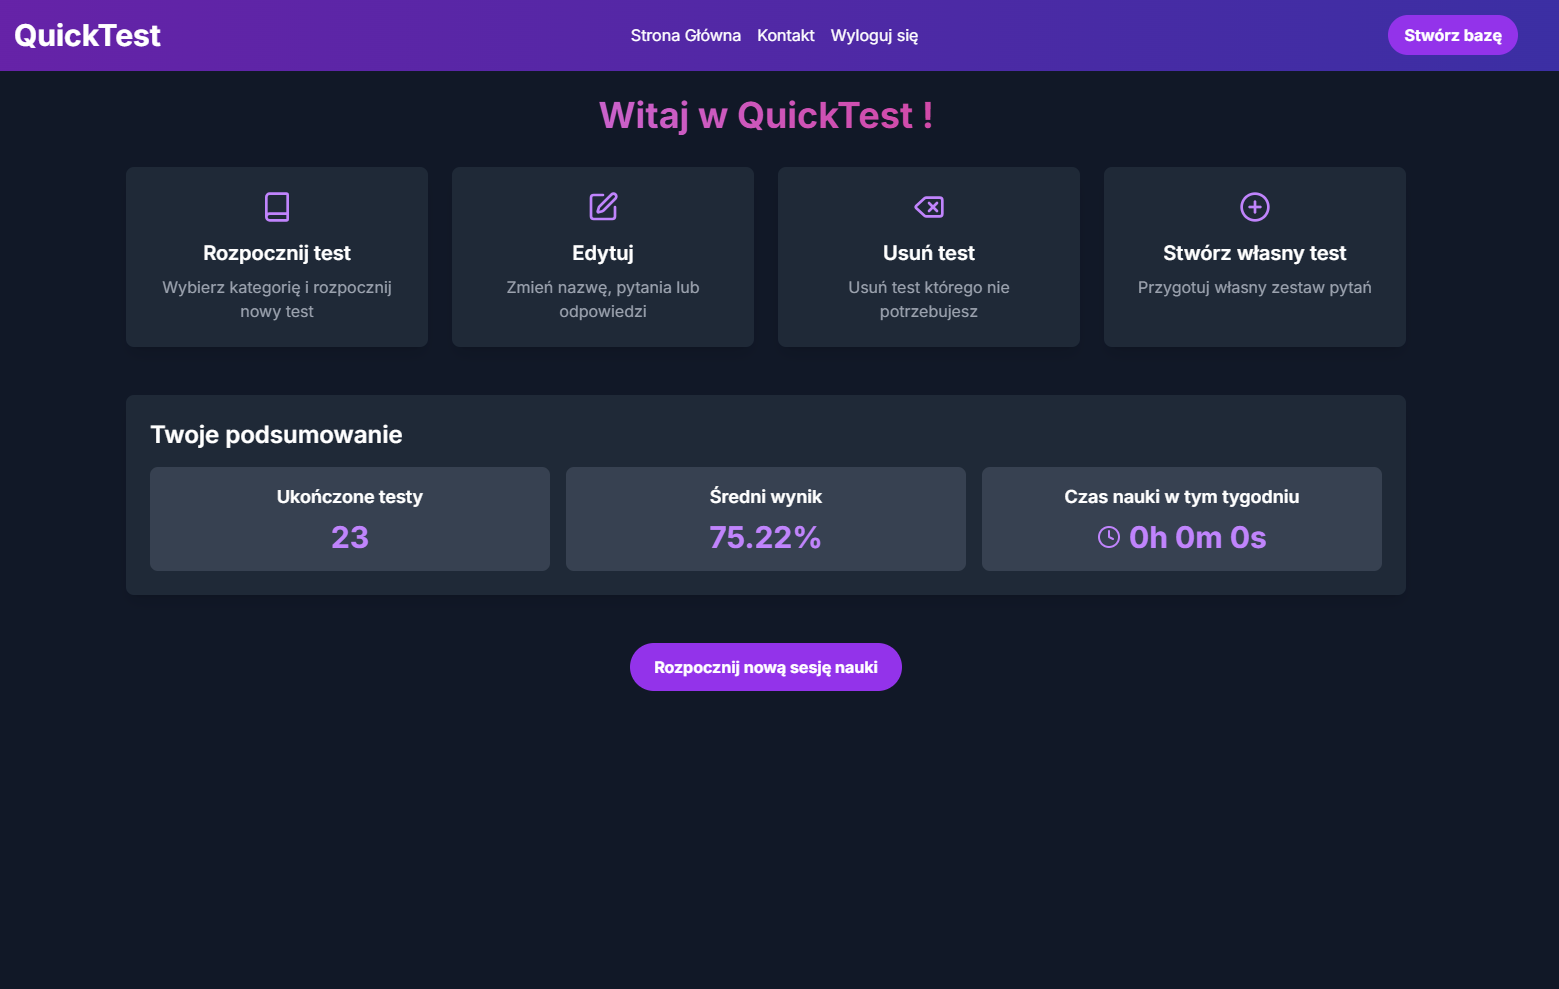 QuickTest
Strona Główna
Kontakt
Wyloguj się
Stwórz bazę
Witaj w QuickTest !
Rozpocznij test
Wybierz kategorię i rozpocznij
nowy test
Edytuj
Zmień nazwę, pytania lub
odpowiedzi
Usuń test
Usuń test którego nie
potrzebujesz
Stwórz własny test
Przygotuj własny zestaw pytań
Twoje podsumowanie
Ukończone testy
23
Średni wynik
75.22%
Czas nauki w tym tygodniu
0h 0m 0s
Rozpocznij nową sesję nauki